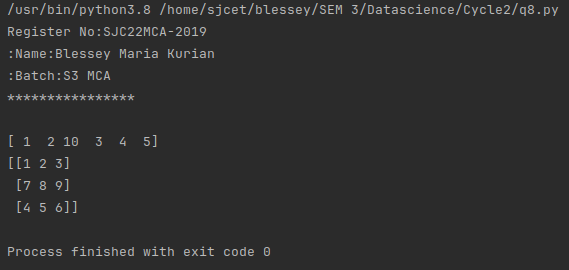 /usr/bin/python3.8 /home/sjcet/blessey/SEM 3/Datascience/Cycle2/q8.py
Register No:SJC22MCA-2019
:Name:Blessey Maria Kurian
:Batch:S3 MCA
****************
[ 1  2 10  3  4  5]
[[1 2 3]
 [7 8 9]
 [4 5 6]]
Process finished with exit code 0